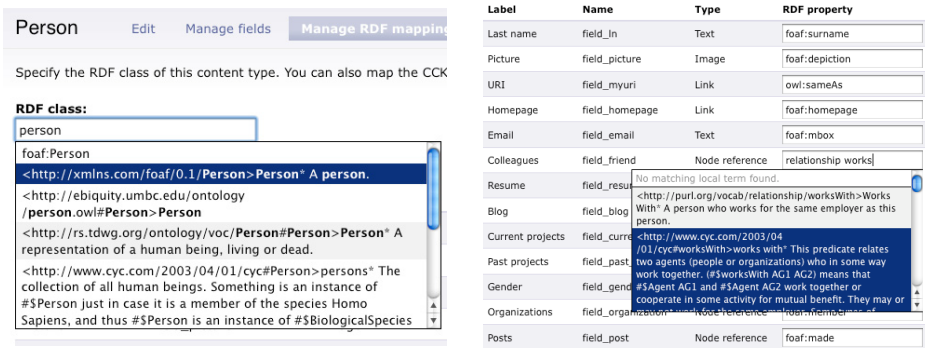 Person Edit Manage fields Manage RDF mapping
Specify the RDF class of this content type. You can also map the CCK
RDF class:
person
foaf:Person
<http://xmlns.com/foaf/0.1/Person>Person* A person.
<http://ebiquity.umbc.edu/ontology
/person.owl#Person>Person
<http://rs.tdwg.org/ontology/voc/Person#Person>Person* A
representation of a human being, living or dead.
<http://www.cyc.com/2003/04/01/cyc#Person>persons* The
collection of all human beings. Something is an instance of
#$Person just in case it is a member of the species Homo
Sapiens, and thus #$Person is an instance of #$BiologicalSpecies
Label Name Type RDF property
Last name field_ln Text foaf:surname
Picture field_picture Image foaf:depiction
URI field_myuri Link owl:sameAs
Homepage field_homepage Link foaf:homepage
Email field_email Text foaf:mbox
Colleagues field_friend Node reference relationship works
Resume field_resu
Blog field_blog
Current projects field_curre
Past projects field_past_
Gender field_gend
Organizations field_organization Node reference foaf:member
Posts field_post Node reference foaf:made
No matching local term found.
<http://purl.org/vocab/relationship/worksWith>Works
With* A person who works for the same employer as this
person.
<http://www.cyc.com/2003/04
/01/cyc#worksWith>works with* This predicate relates
two agents (people or organizations) who in some way
work together. (#$worksWith AG1 AG2) means that
#$Agent AG1 and #$Agent AG2 work together or
cooperate in some activity for mutual benefit. They may or